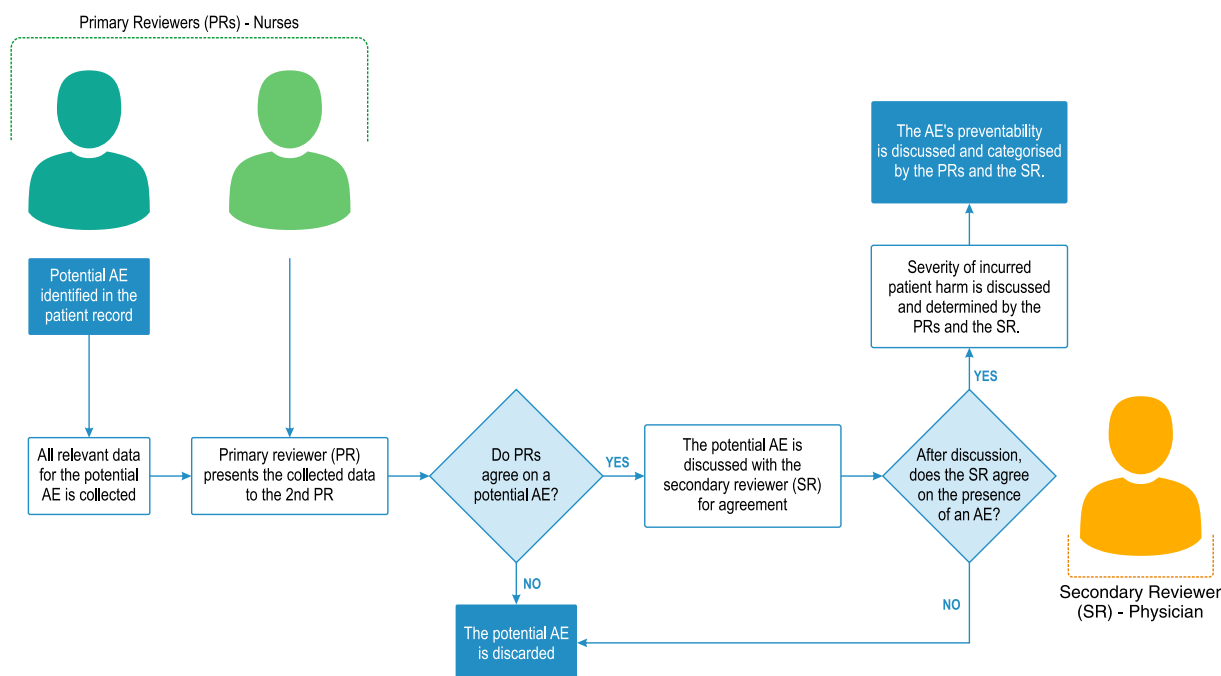 Primary Reviewers (PRs) - Nurses
Potential AE
identified in the
patient record
All relevant data
for the potential
AE is collected
Primary reviewer (PR)
presents the collected data
to the 2nd PR
Do PRs
agree on a
potential AE?
YES
NO
The potential AE is
discussed with the
secondary reviewer (SR)
for agreement
After discussion,
does the SR agree
on the presence
of an AE?
YES
NO
Severity of incurred
patient harm is discussed
and determined by the
PRs and the SR.
The AE's preventability
is discussed and categorised
by the PRs and the SR.
The potential AE
is discarded
Secondary Reviewer
(SR) - Physician